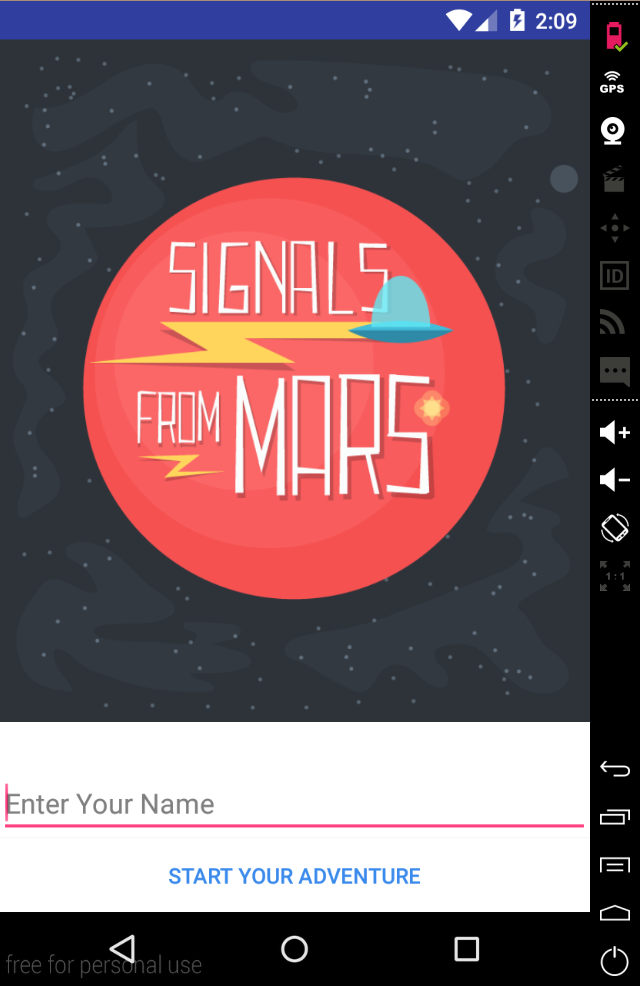 2:09
GPS
SIGNALS
ID
FROM MARS
1:1
Enter Your Name
START YOUR ADVENTURE
free for personal use